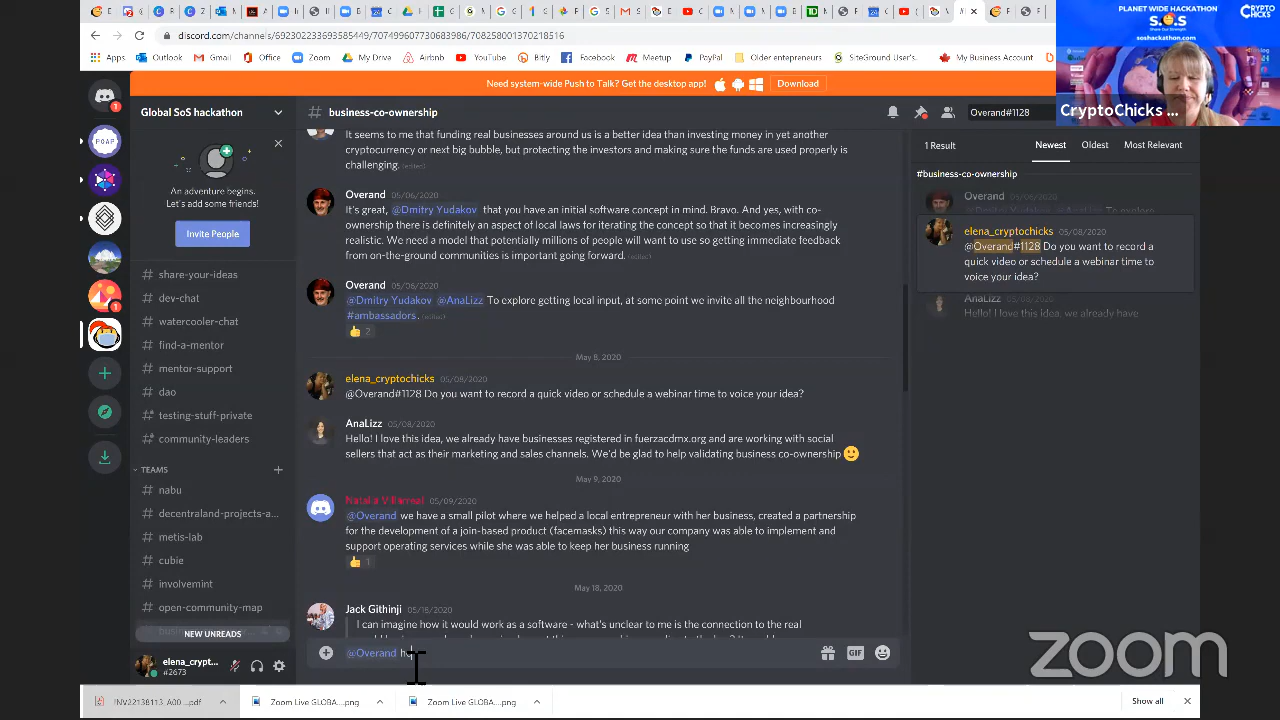 discord.com/channels/692302233693585449/7074996077306838
25800137021851​6
Apps
Gmail
Office
Zoom
My Drive
Airbnb
YouTube
Bitly
Facebook
Meetup
PayPal
Older entrepreneurs
SiteGround User's...
My Business Account
PLANET WIDE HACKATHON
S.O.S
soshackathon.com
CRYPTO
CHICKS
CryptoChicks ...
Need system-wide Push to Talk? Get the desktop app!
Download
Global SoS hackathon
# business-co-ownership
Overand#1128
An adventure begins.
Let's add some friends!
Invite People
# share-your-ideas
# dev-chat
# watercooler-chat
# find-a-mentor
# mentor-support
# dao
# testing-stuff-private
# community-leaders
TEAMS
# nabu
# decentraland-projects-a...
# metis-lab
# cubie
# involvemint
# open-community-map
NEW UNREADS
elena_crypt...
#2673
It seems to me that funding real businesses around us is a better idea than investing money in yet another
cryptocurrency or next big bubble, but protecting the investors and making sure the funds are used properly is
challenging. (edited)
Overand 05/06/2020
It's great, @Dmitry Yudakov that you have an initial software concept in mind. Bravo. And yes, with co-
ownership there is definitely an aspect of local laws for iterating the concept so that it becomes increasingly
realistic. We need a model that potentially millions of people will want to use so getting immediate feedback
from on-the-ground communities is important going forward. (edited)
Overand 05/06/2020
@Dmitry Yudakov @AnaLizz To explore getting local input, at some point we invite all the neighbourhood
#ambassadors. (edited)
2
May 8, 2020
elena_cryptochicks 05/08/2020
@Overand#1128 Do you want to record a quick video or schedule a webinar time to voice your idea?
AnaLizz 05/08/2020
Hello! I love this idea, we already have businesses registered in fuerzacdmx.org and are working with social
sellers that act as their marketing and sales channels. We'd be glad to help validating business co-ownership
May 9, 2020
Natalia Villarreal 05/09/2020
@Overand we have a small pilot where we helped a local entrepreneur with her business, created a partnership
for the development of a join-based product (facemasks) this way our company was able to implement and
support operating services while she was able to keep her business running
1
May 18, 2020
Jack Githinji 05/18/2020
I can imagine how it would work as a software - what's unclear to me is the connection to the real
@Overand
GIF
1 Result
Newest
Oldest
Most Relevant
#business-co-ownership
Overand 05/06/2020
elena_cryptochicks 05/08/2020
@Overand#1128 Do you want to record a
quick video or schedule a webinar time to
voice your idea?
AnaLizz 05/08/2020
Hello! I love this idea, we already have
zoom
!NV22138113_A00 ....pdf
Zoom Live GLOBA....png
Zoom Live GLOBA....png
Show all